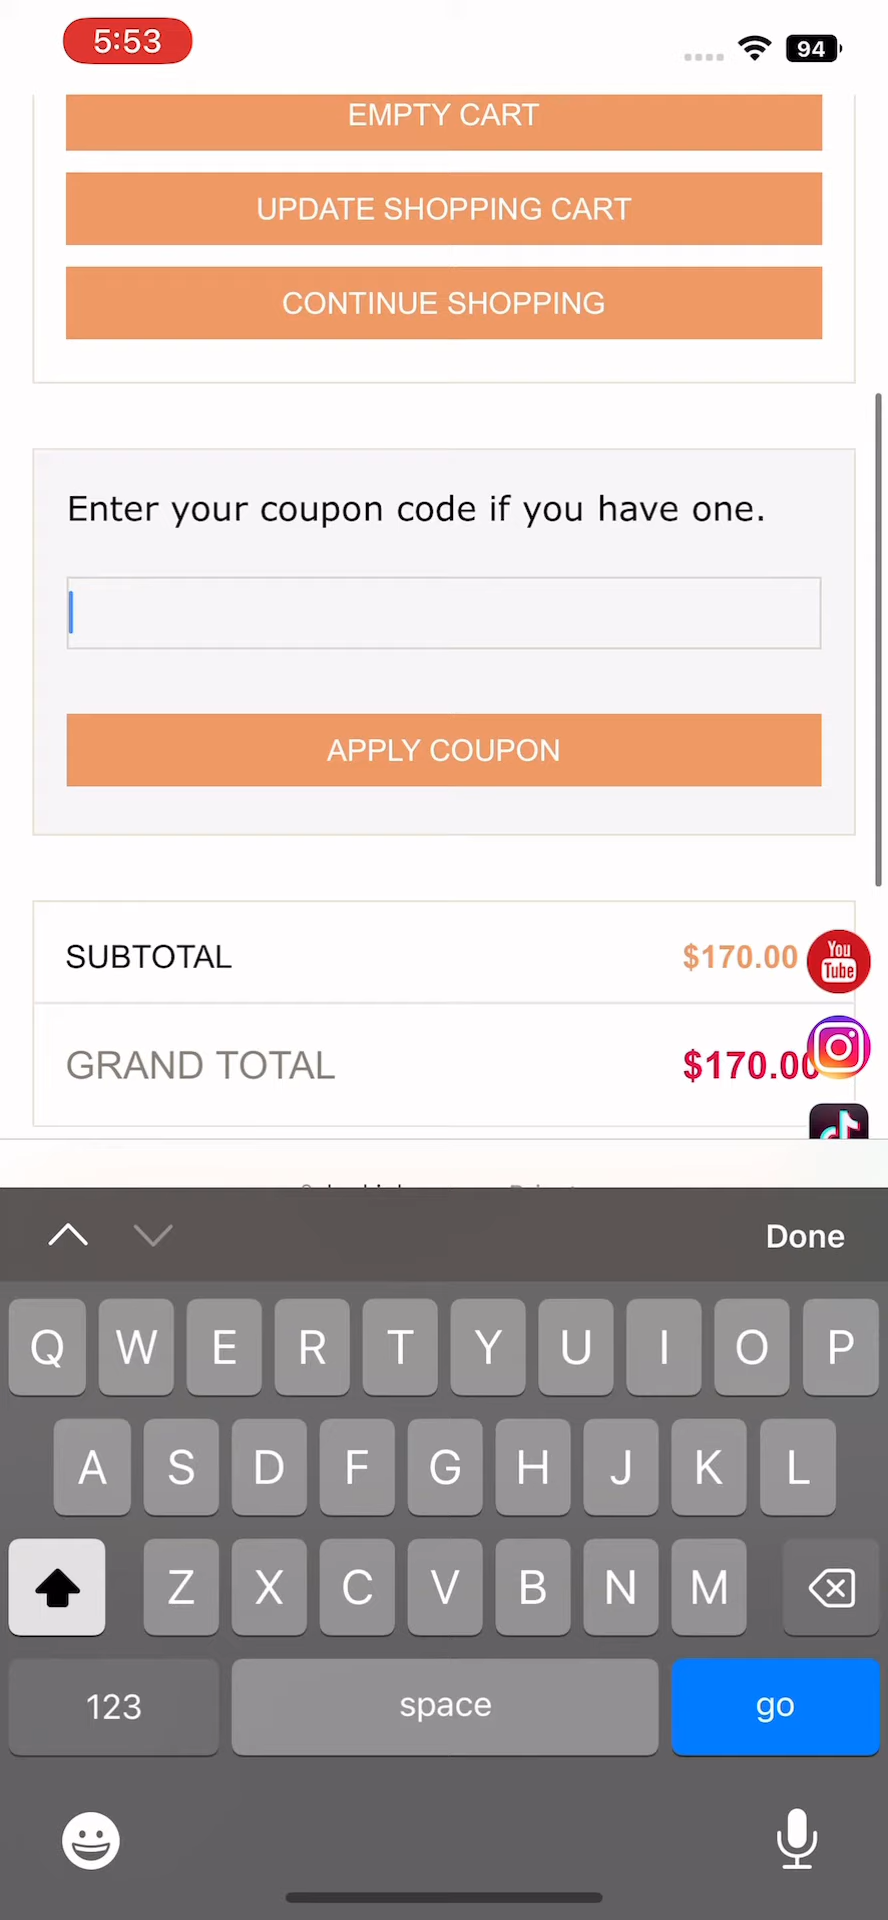 5:53
94
EMPTY CART
UPDATE SHOPPING CART
CONTINUE SHOPPING
Enter your coupon code if you have one.
APPLY COUPON
SUBTOTAL $170.00
You
Tube
GRAND TOTAL $170.00
Done
Q W E R T Y U I O P
A S D F G H J K L
Z X C V B N M
123 space go